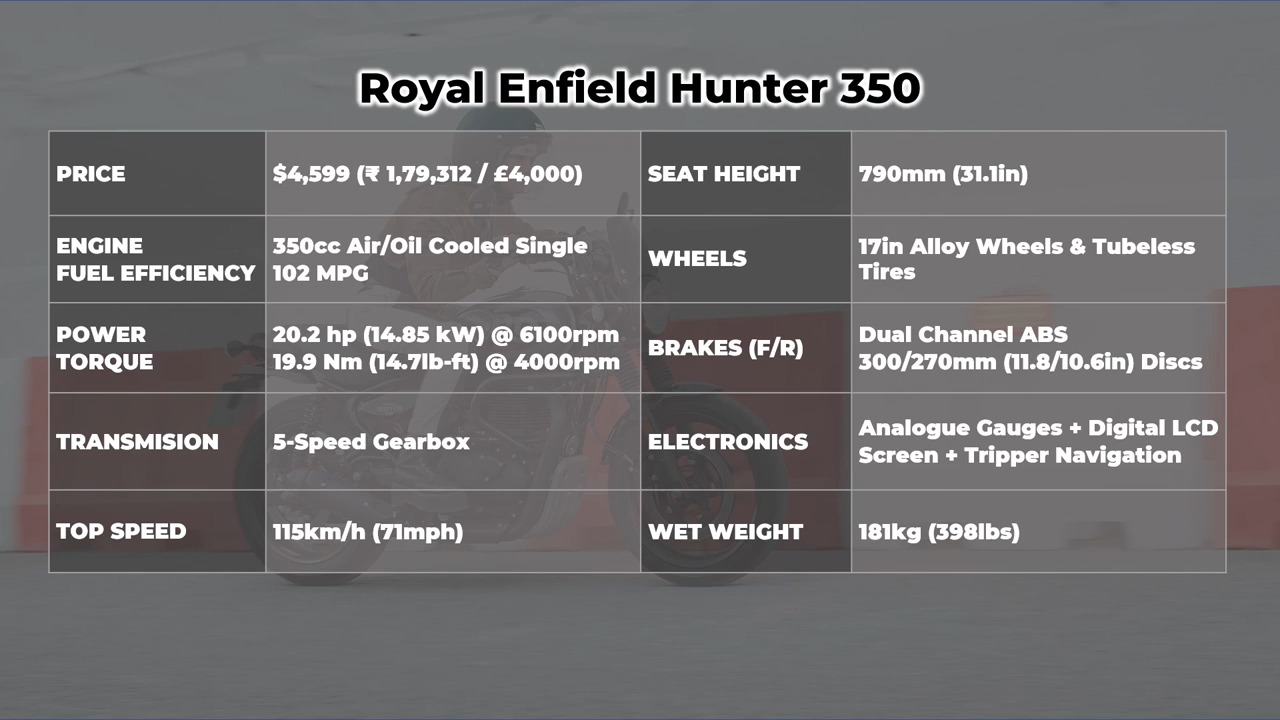 Royal Enfield Hunter 350
PRICE
$4,599 (₹ 1,79,312 / £4,000)
SEAT HEIGHT
790mm (31.1in)
ENGINE
FUEL EFFICIENCY
350cc Air/Oil Cooled Single
102 MPG
WHEELS
17in Alloy Wheels & Tubeless
Tires
POWER
TORQUE
20.2 hp (14.85 kW) @ 6100rpm
19.9 Nm (14.7lb-ft) @ 4000rpm
BRAKES (F/R)
Dual Channel ABS
300/270mm (11.8/10.6in) Discs
TRANSMISION
5-Speed Gearbox
ELECTRONICS
Analogue Gauges + Digital LCD
Screen + Tripper Navigation
TOP SPEED
115km/h (71mph)
WET WEIGHT
181kg (398lbs)